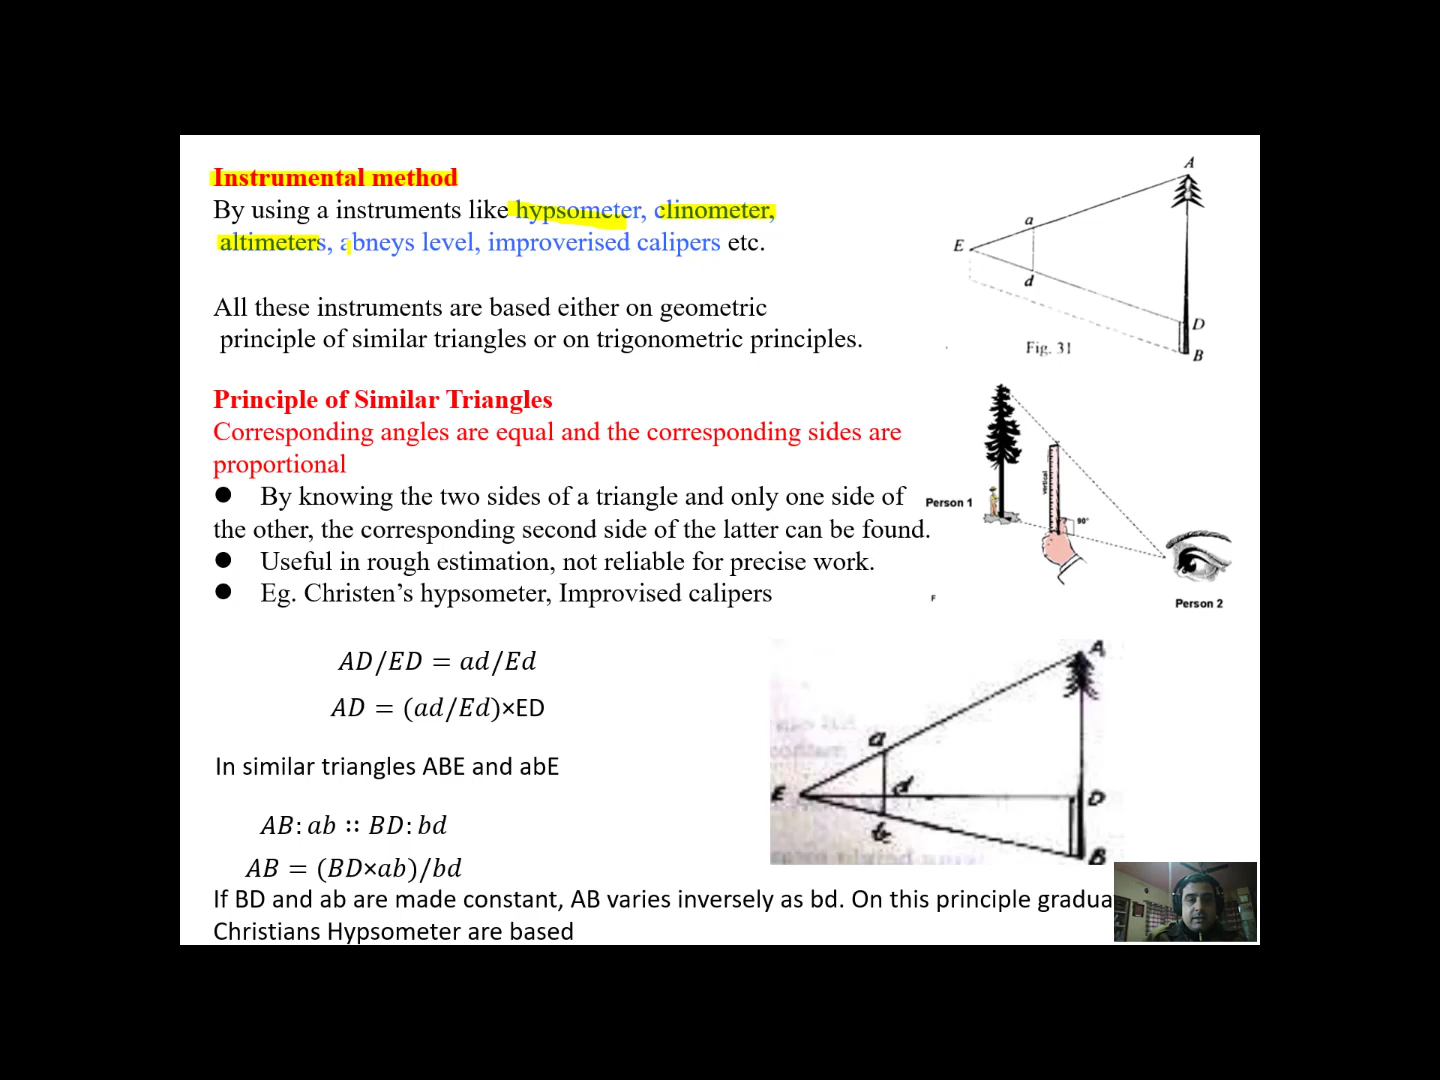 Instrumental method
By using a instruments like hypsometer, clinometer,
altimeters, abneys level, improverised calipers etc.
All these instruments are based either on geometric
principle of similar triangles or on trigonometric principles.
Principle of Similar Triangles
Corresponding angles are equal and the corresponding sides are
proportional
● By knowing the two sides of a triangle and only one side of
the other, the corresponding second side of the latter can be found.
● Useful in rough estimation, not reliable for precise work.
● Eg. Christen’s hypsometer, Improvised calipers
AD/ED = ad/Ed
AD = (ad/Ed)×ED
In similar triangles ABE and abE
AB: ab ∷ BD: bd
AB = (BD×ab)/bd
If BD and ab are made constant, AB varies inversely as bd. On this principle gradua
Christians Hypsometer are based
A
a
E
d
D
Fig. 31
B
vertical
Person 1
90°
F
Person 2
A
a
E
d
D
b
B